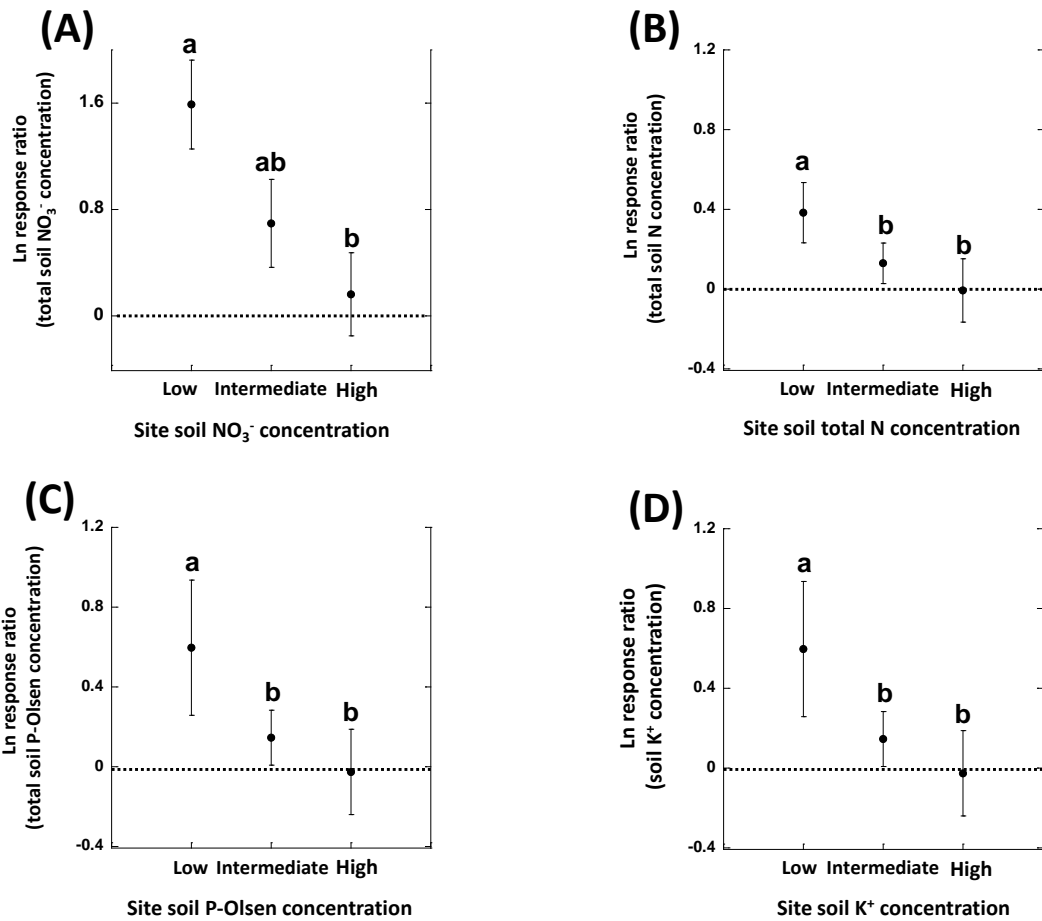 (A)
a
1.6
ab
0.8
b
0
Ln response ratio
(total soil NO₃⁻ concentration)
Low Intermediate High
Site soil NO₃⁻ concentration
(B)
1.2
0.8
a
0.4
b
b
0
-0.4
Ln response ratio
(total soil N concentration)
Low Intermediate High
Site soil total N concentration
(C)
1.2
a
0.8
0.4
b
b
0
-0.4
Ln response ratio
(total soil P-Olsen concentration)
Low Intermediate High
Site soil P-Olsen concentration
(D)
1.2
a
0.8
0.4
b
b
0
-0.4
Ln response ratio
(soil K⁺ concentration)
Low Intermediate High
Site soil K⁺ concentration